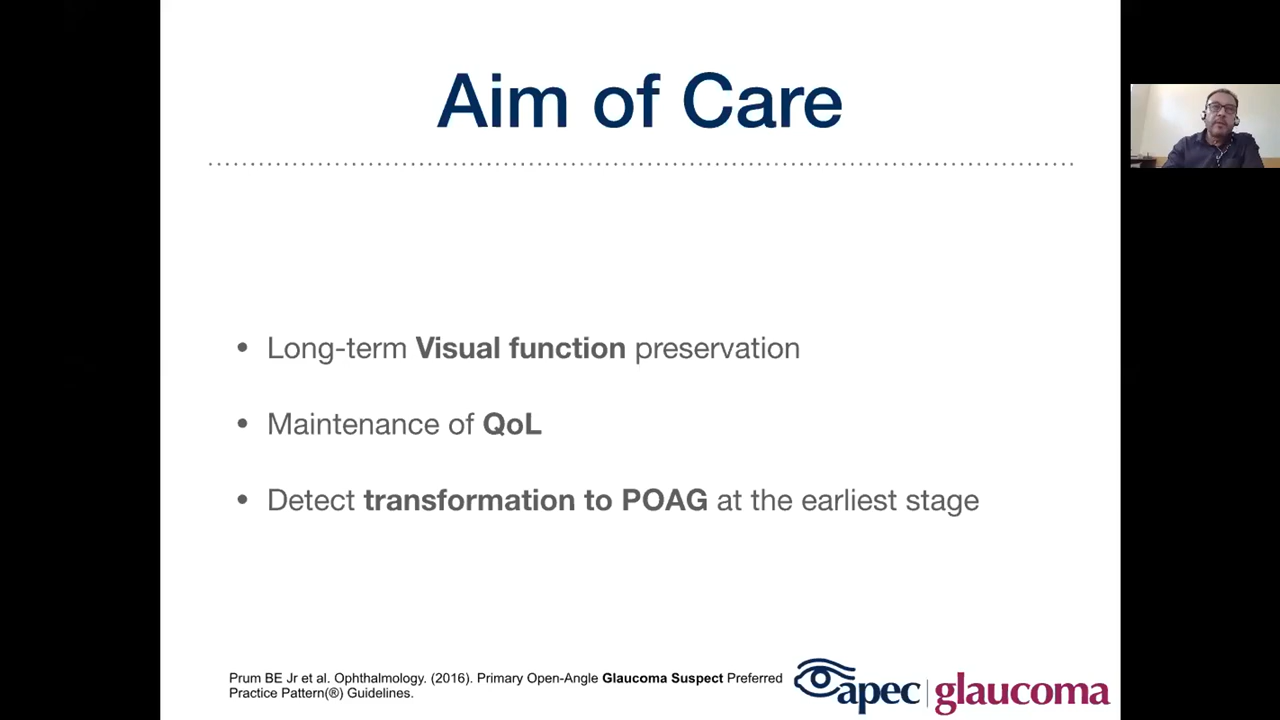 Aim of Care
• Long-term Visual function preservation
• Maintenance of QoL
• Detect transformation to POAG at the earliest stage
Prum BE Jr et al. Ophthalmology. (2016). Primary Open-Angle Glaucoma Suspect Preferred
Practice Pattern(®) Guidelines.
apec | glaucoma